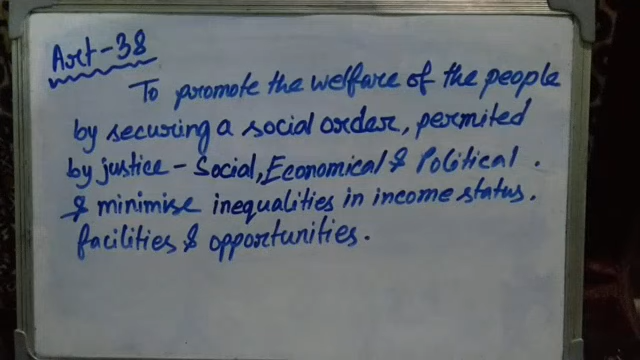 Art-38
To promote the welfare of the people
by securing a social order, permited
by justice - Social, Economical & Political.
& minimise inequalities in income status.
facilities & opportunities.